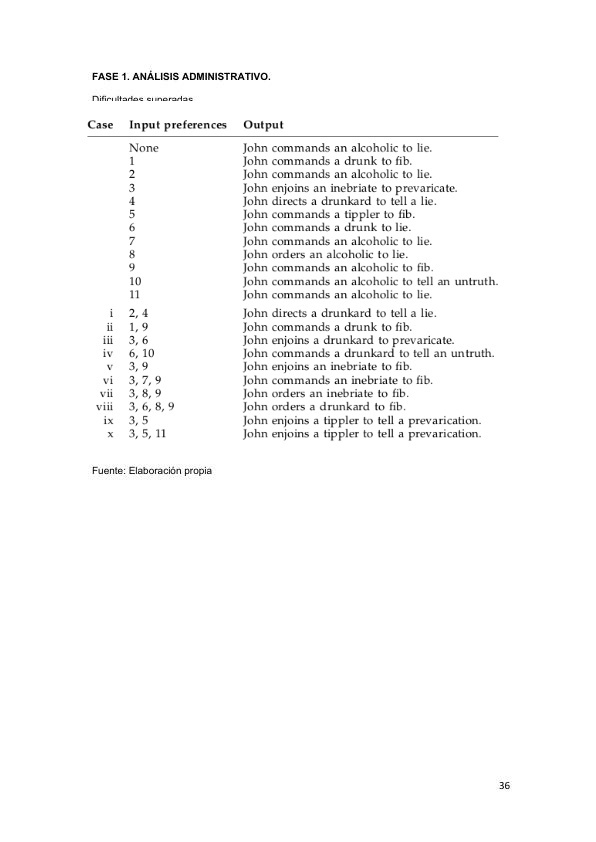 FASE 1. ANÁLISIS ADMINISTRATIVO.
Dificultades superadas
Case Input preferences Output
None John commands an alcoholic to lie.
1 John commands a drunk to fib.
2 John commands an alcoholic to lie.
3 John enjoins an inebriate to prevaricate.
4 John directs a drunkard to tell a lie.
5 John commands a tippler to fib.
6 John commands a drunk to lie.
7 John commands an alcoholic to lie.
8 John orders an alcoholic to lie.
9 John commands an alcoholic to fib.
10 John commands an alcoholic to tell an untruth.
11 John commands an alcoholic to lie.
i 2, 4 John directs a drunkard to tell a lie.
ii 1, 9 John commands a drunk to fib.
iii 3, 6 John enjoins a drunkard to prevaricate.
iv 6, 10 John commands a drunkard to tell an untruth.
v 3, 9 John enjoins an inebriate to fib.
vi 3, 7, 9 John commands an inebriate to fib.
vii 3, 8, 9 John orders an inebriate to fib.
viii 3, 6, 8, 9 John orders a drunkard to fib.
ix 3, 5 John enjoins a tippler to tell a prevarication.
x 3, 5, 11 John enjoins a tippler to tell a prevarication.
Fuente: Elaboración propia
36